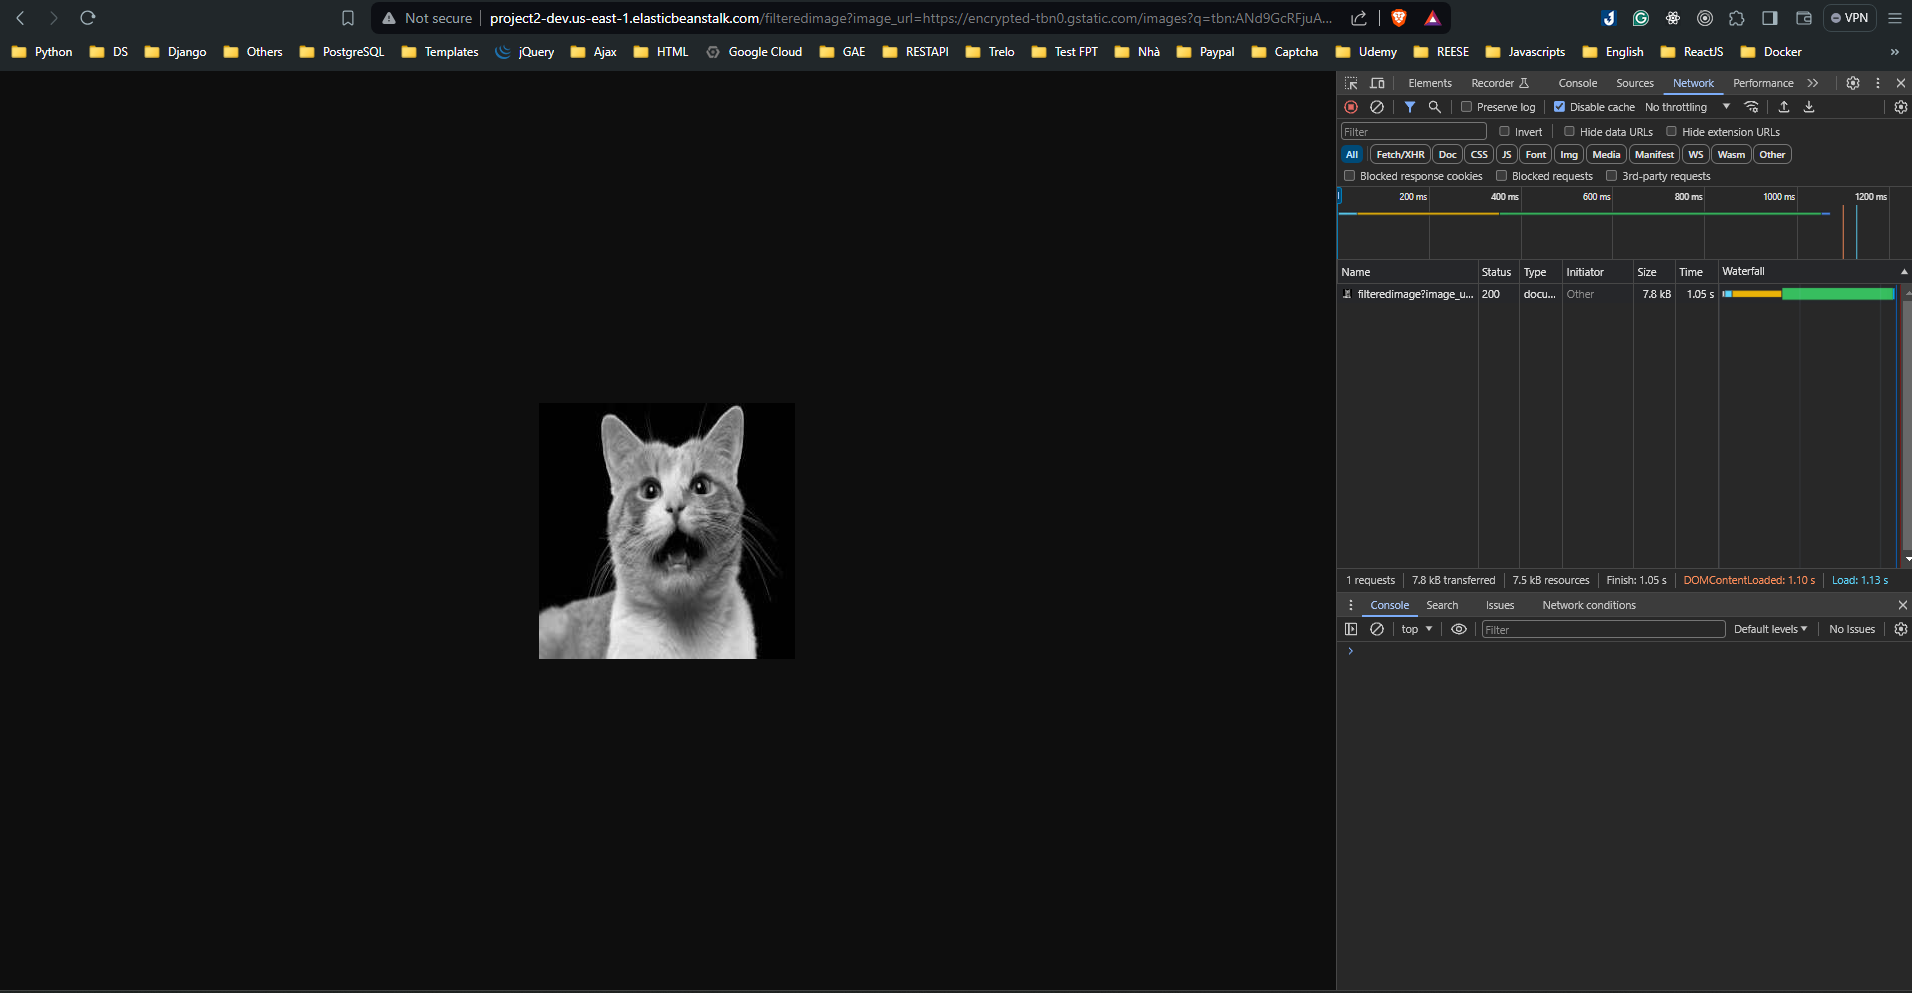 Not secure project2-dev.us-east-1.elasticbeanstalk.com/filteredimage?image_url=https://encrypted-tbn0.gstatic.com/images?q=tbn:ANd9GcRFjuA... VPN
Python DS Django Others PostgreSQL Templates jQuery Ajax HTML Google Cloud GAE RESTAPI Trelo Test FPT Nhà Paypal Captcha Udemy REESE Javascripts English ReactJS Docker »
Elements Recorder Console Sources Network Performance
Preserve log Disable cache No throttling
Filter Invert Hide data URLs Hide extension URLs
All Fetch/XHR Doc CSS JS Font Img Media Manifest WS Wasm Other
Blocked response cookies Blocked requests 3rd-party requests
200 ms 400 ms 600 ms 800 ms 1000 ms 1200 ms
Name Status Type Initiator Size Time Waterfall
filteredimage?image_u... 200 docu... Other 7.8 kB 1.05 s
1 requests 7.8 kB transferred 7.5 kB resources Finish: 1.05 s DOMContentLoaded: 1.10 s Load: 1.13 s
Console Search Issues Network conditions
top Filter Default levels No Issues